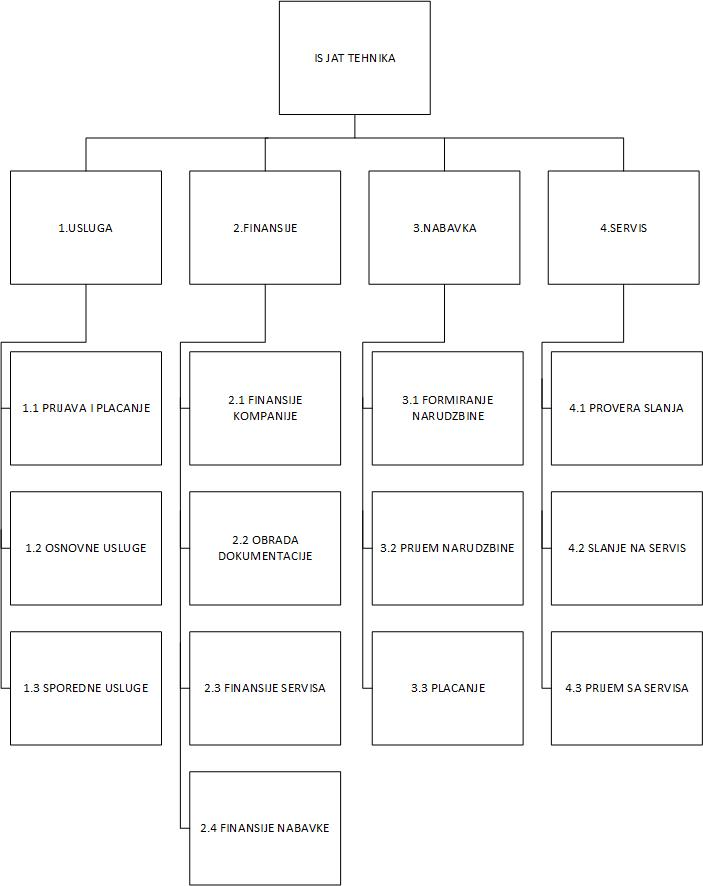 IS JAT TEHNIKA
1.USLUGA
2.FINANSIJE
3.NABAVKA
4.SERVIS
1.1 PRIJAVA I PLACANJE
2.1 FINANSIJE
KOMPANIJE
3.1 FORMIRANJE
NARUDZBINE
4.1 PROVERA SLANJA
1.2 OSNOVNE USLUGE
2.2 OBRADA
DOKUMENTACIJE
3.2 PRIJEM NARUDZBINE
4.2 SLANJE NA SERVIS
1.3 SPOREDNE USLUGE
2.3 FINANSIJE SERVISA
3.3 PLACANJE
4.3 PRIJEM SA SERVISA
2.4 FINANSIJE NABAVKE